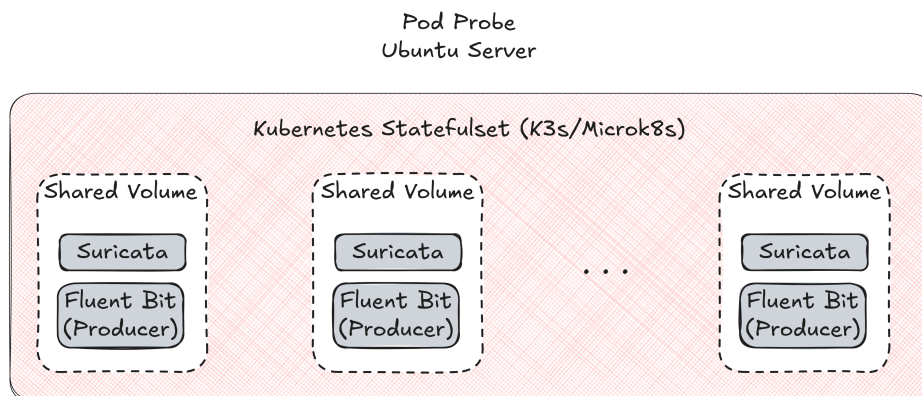 Pod Probe
Ubuntu Server
Kubernetes Statefulset (K3s/Microk8s)
Shared Volume
Suricata
Fluent Bit
(Producer)
Shared Volume
Suricata
Fluent Bit
(Producer)
...
Shared Volume
Suricata
Fluent Bit
(Producer)